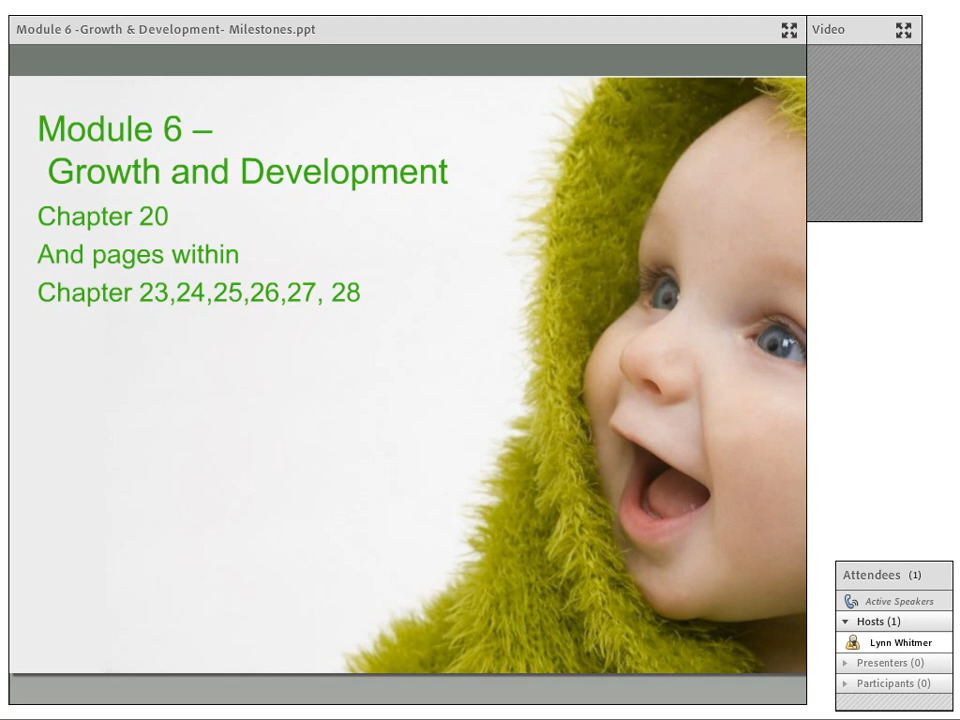 Module 6 -Growth & Development- Milestones.ppt
Video
Module 6 –
Growth and Development
Chapter 20
And pages within
Chapter 23,24,25,26,27, 28
Attendees (1)
Active Speakers
Hosts (1)
Lynn Whitmer
Presenters (0)
Participants (0)